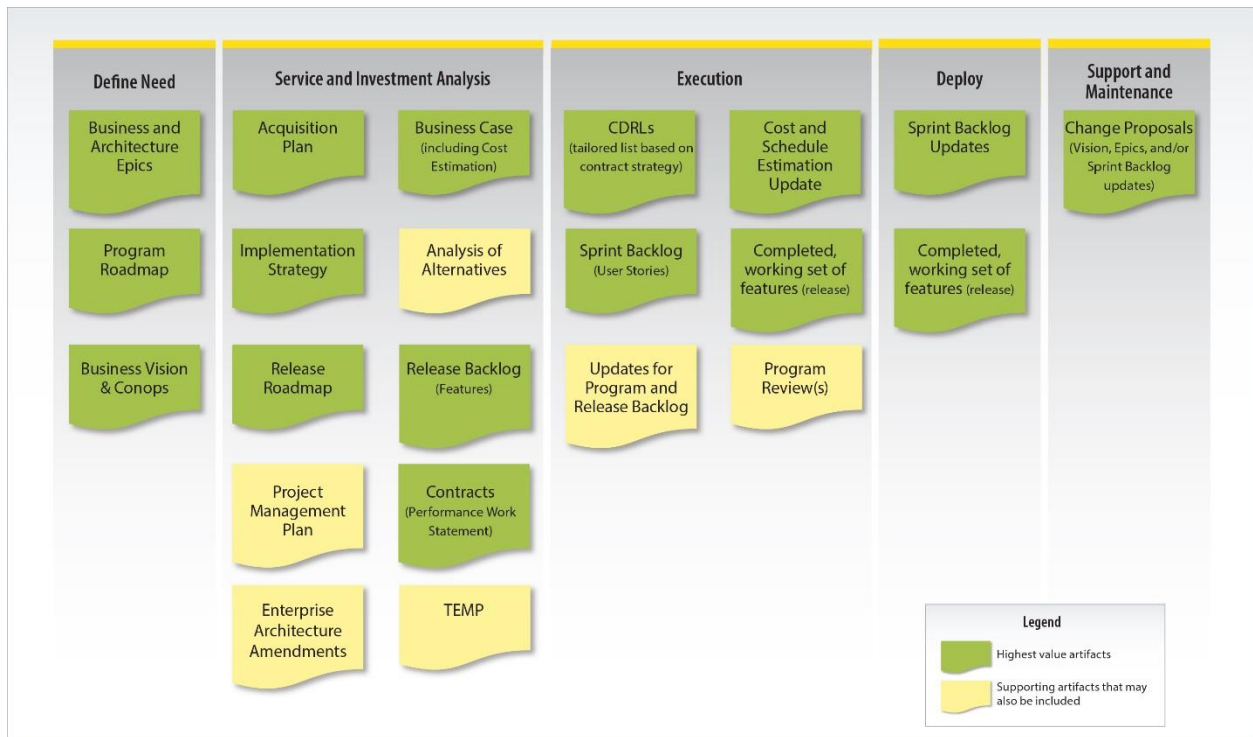 Define Need
Business and
Architecture
Epics
Program
Roadmap
Business Vision
& Conops
Service and Investment Analysis
Acquisition
Plan
Business Case
(including Cost
Estimation)
Implementation
Strategy
Analysis of
Alternatives
Release
Roadmap
Release Backlog
(Features)
Project
Management
Plan
Contracts
(Performance Work
Statement)
Enterprise
Architecture
Amendments
TEMP
Execution
CDRLs
(tailored list based on
contract strategy)
Cost and
Schedule
Estimation
Update
Sprint Backlog
(User Stories)
Completed,
working set of
features (release)
Updates for
Program and
Release Backlog
Program
Review(s)
Deploy
Sprint Backlog
Updates
Completed,
working set of
features (release)
Support and
Maintenance
Change Proposals
(Vision, Epics, and/or
Sprint Backlog
updates)
Legend
Highest value artifacts
Supporting artifacts that may
also be included